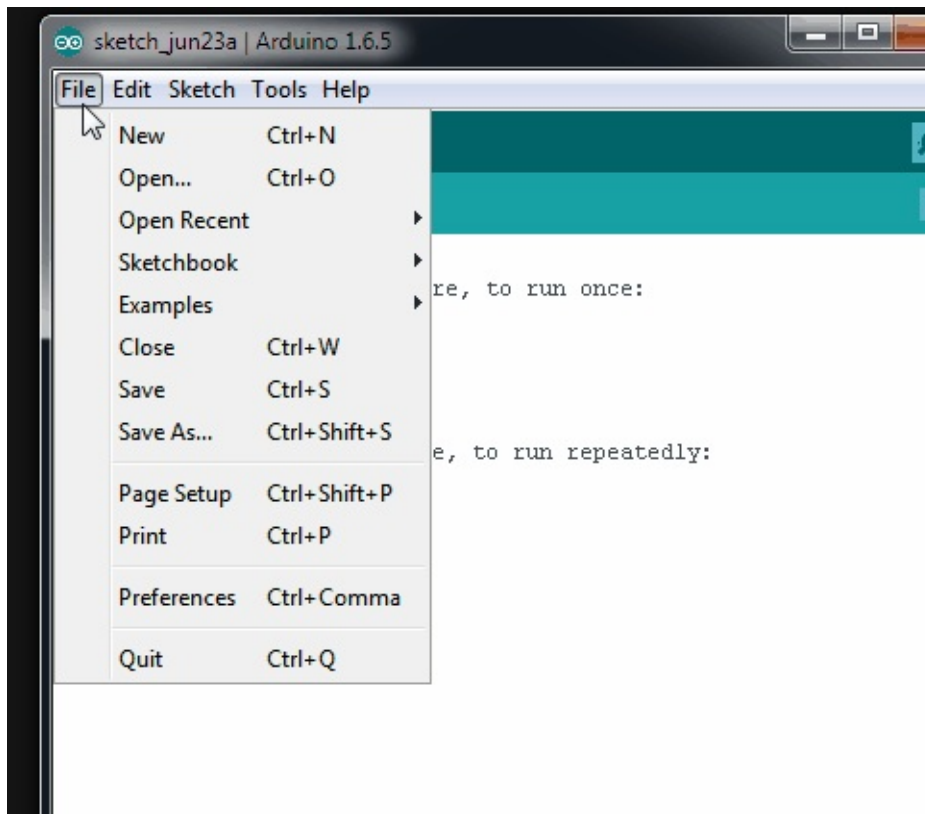 sketch_jun23a | Arduino 1.6.5
File Edit Sketch Tools Help
New Ctrl+N
Open... Ctrl+O
Open Recent
Sketchbook
Examples
re, to run once:
Close Ctrl+W
Save Ctrl+S
Save As... Ctrl+Shift+S
e, to run repeatedly:
Page Setup Ctrl+Shift+P
Print Ctrl+P
Preferences Ctrl+Comma
Quit Ctrl+Q